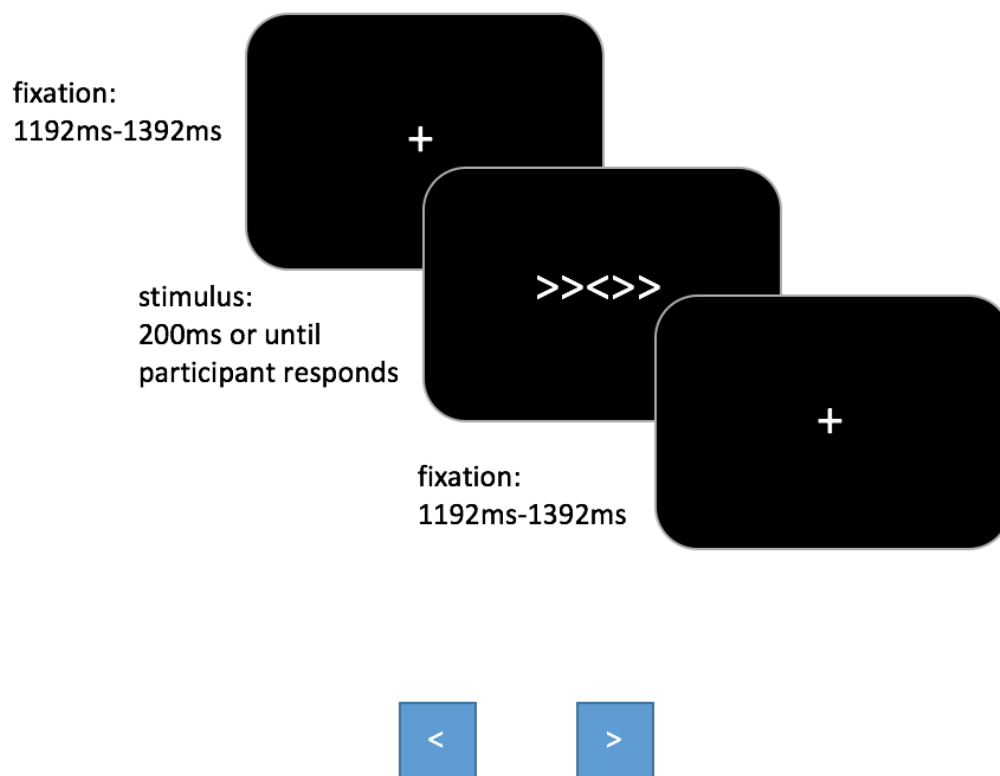 fixation:
1192ms-1392ms
+
>><>>
stimulus:
200ms or until
participant responds
+
fixation:
1192ms-1392ms
<
>